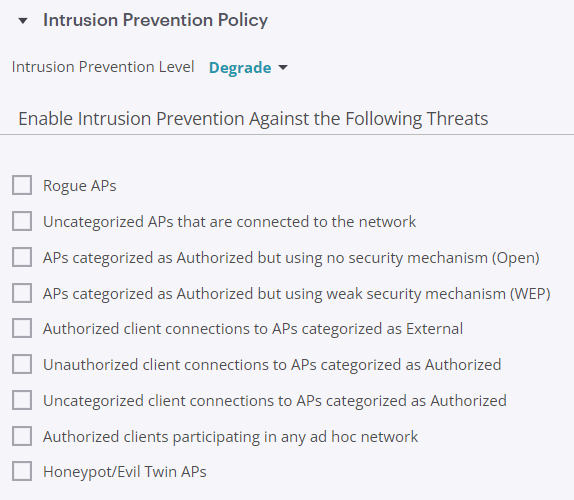 Intrusion Prevention Policy
Intrusion Prevention Level Degrade
Enable Intrusion Prevention Against the Following Threats
Rogue APs
Uncategorized APs that are connected to the network
APs categorized as Authorized but using no security mechanism (Open)
APs categorized as Authorized but using weak security mechanism (WEP)
Authorized client connections to APs categorized as External
Unauthorized client connections to APs categorized as Authorized
Uncategorized client connections to APs categorized as Authorized
Authorized clients participating in any ad hoc network
Honeypot/Evil Twin APs